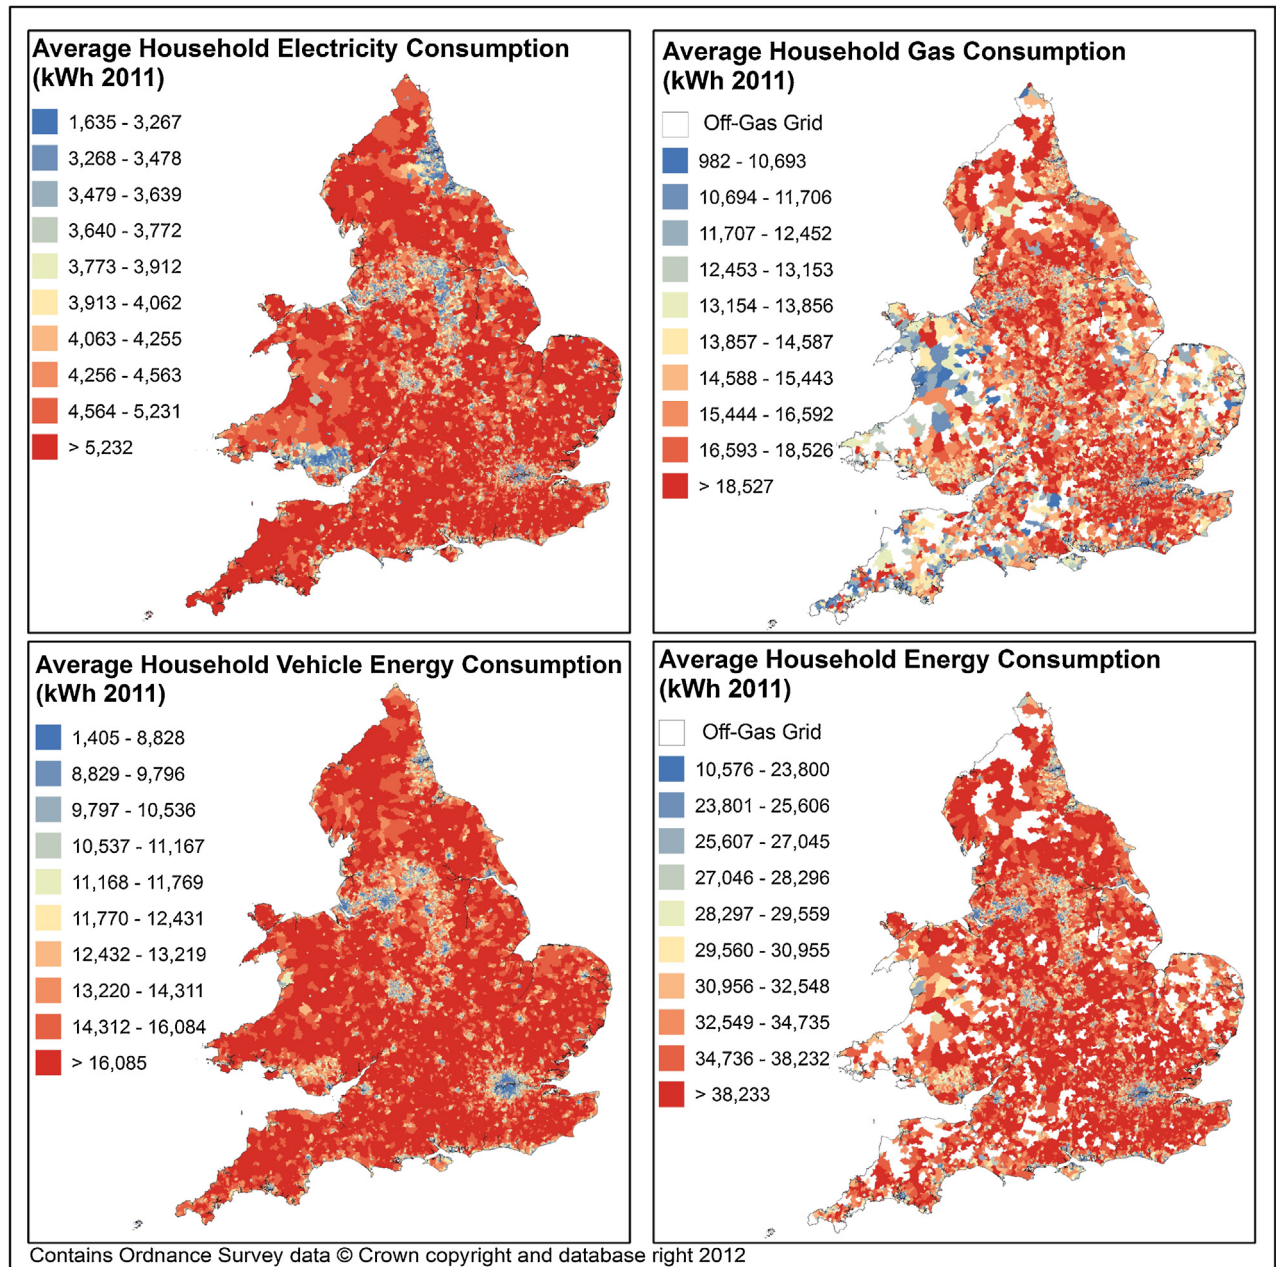 Average Household Electricity Consumption
(kWh 2011)
1,635 - 3,267
3,268 - 3,478
3,479 - 3,639
3,640 - 3,772
3,773 - 3,912
3,913 - 4,062
4,063 - 4,255
4,256 - 4,563
4,564 - 5,231
> 5,232
Average Household Gas Consumption
(kWh 2011)
Off-Gas Grid
982 - 10,693
10,694 - 11,706
11,707 - 12,452
12,453 - 13,153
13,154 - 13,856
13,857 - 14,587
14,588 - 15,443
15,444 - 16,592
16,593 - 18,526
> 18,527
Average Household Vehicle Energy Consumption
(kWh 2011)
1,405 - 8,828
8,829 - 9,796
9,797 - 10,536
10,537 - 11,167
11,168 - 11,769
11,770 - 12,431
12,432 - 13,219
13,220 - 14,311
14,312 - 16,084
> 16,085
Average Household Energy Consumption
(kWh 2011)
Off-Gas Grid
10,576 - 23,800
23,801 - 25,606
25,607 - 27,045
27,046 - 28,296
28,297 - 29,559
29,560 - 30,955
30,956 - 32,548
32,549 - 34,735
34,736 - 38,232
> 38,233
Contains Ordnance Survey data © Crown copyright and database right 2012